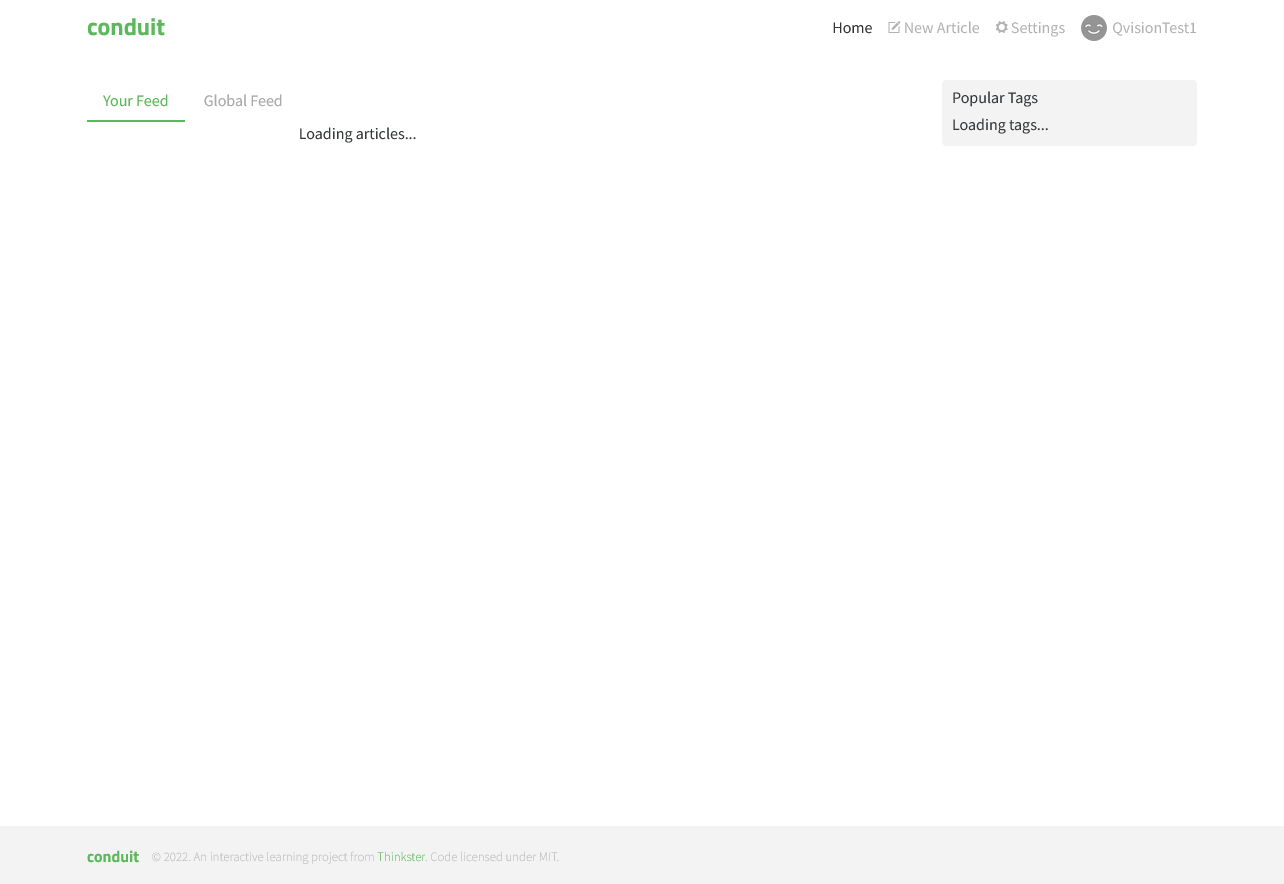 conduit
Home New Article Settings QvisionTest1
Your Feed Global Feed
Loading articles...
Popular Tags
Loading tags...
conduit © 2022. An interactive learning project from Thinkster. Code licensed under MIT.